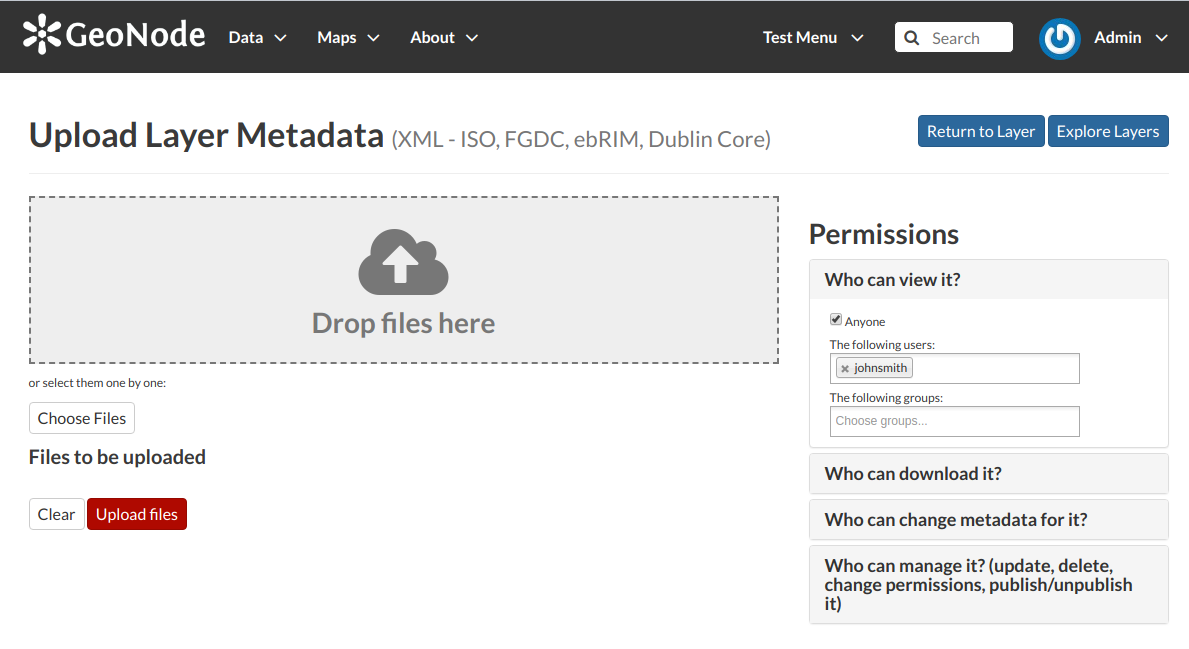 GeoNode Data Maps About Test Menu Search Admin
Upload Layer Metadata (XML - ISO, FGDC, ebRIM, Dublin Core)
Return to Layer Explore Layers
Drop files here
or select them one by one:
Choose Files
Files to be uploaded
Clear Upload files
Permissions
Who can view it?
Anyone
The following users:
johnsmith
The following groups:
Choose groups...
Who can download it?
Who can change metadata for it?
Who can manage it? (update, delete,
change permissions, publish/unpublish
it)